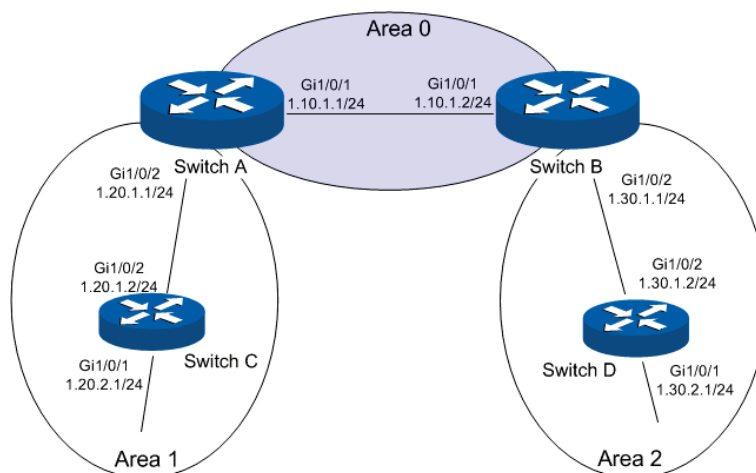 Area 0
Gi1/0/1
1.10.1.1/24
Gi1/0/1
1.10.1.2/24
Switch A
Switch B
Gi1/0/2
1.20.1.1/24
Gi1/0/2
1.30.1.1/24
Gi1/0/2
1.20.1.2/24
Gi1/0/2
1.30.1.2/24
Switch C
Switch D
Gi1/0/1
1.20.2.1/24
Gi1/0/1
1.30.2.1/24
Area 1
Area 2